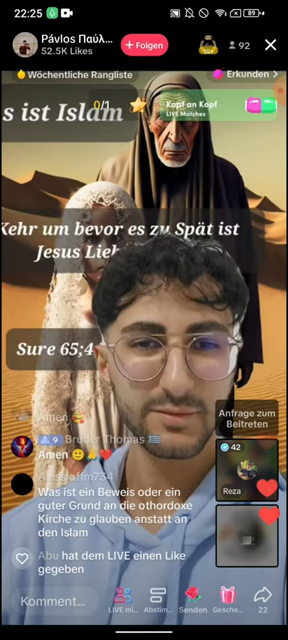 22:25
89
Pávlos Παύλ...
52.5K Likes
+ Folgen
92
Wöchentliche Rangliste
Erkunden >
s ist Islam
0/1
Kopf an Kopf
LIVE Matches
Kehr um bevor es zu Spät ist
Jesus Lieb
Sure 65;4
Anfrage zum
Beitreten
Amen
9 Bruder Thomas
Amen
42
Reza
Alessioffm734
Was ist ein Beweis oder ein
guter Grund an die othordoxe
Kirche zu glauben anstatt an
den Islam
Abu hat dem LIVE einen Like
gegeben
Komment...
LIVE mi...
Abstim...
Senden
Gesche...
22